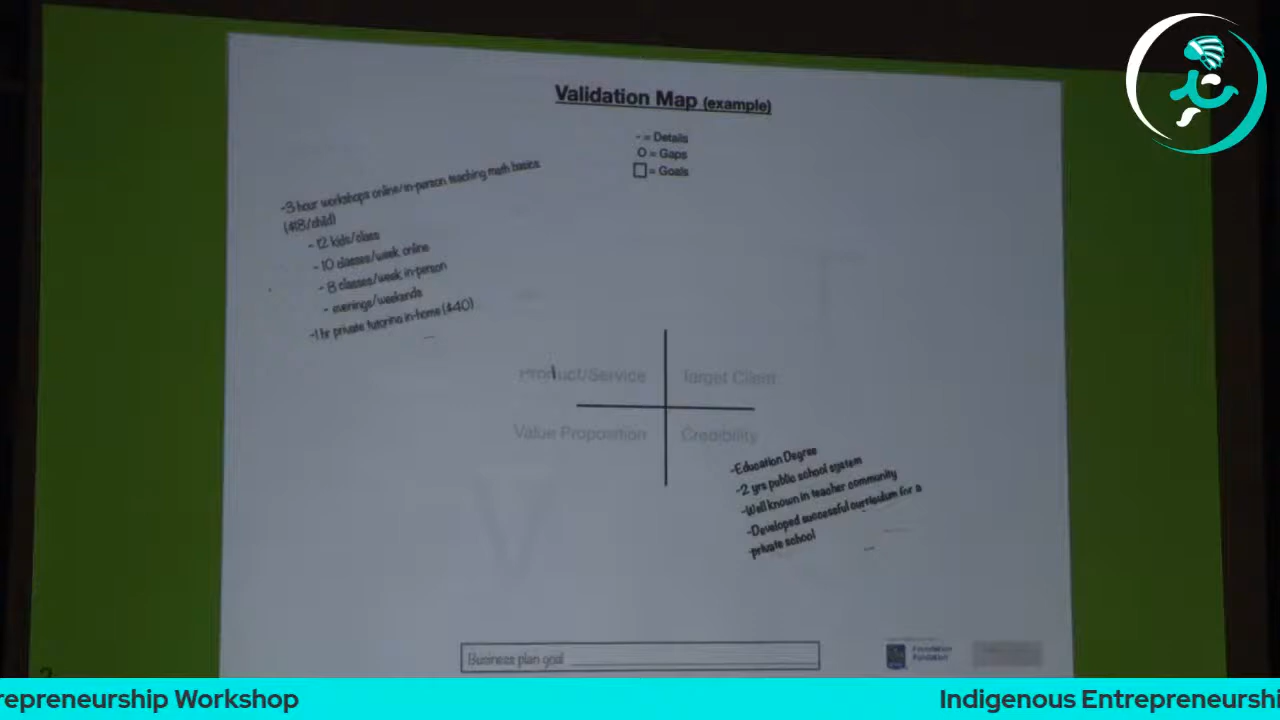 Validation Map (example)
- = Details
O = Gaps
□ = Goals
-3 hour workshops online/in-person teaching math basics
($18/child)
- 12 kids/class
- 10 classes/week online
- 8 classes/week in-person
- evenings/weekends
-1 hr private tutoring in-home ($40)
Product/Service
Target Client
Value Proposition
Credibility
-Education Degree
-2 yrs public school system
-Well known in teacher community
-Developed successful curriculum for a
private school
Business plan goal
Foundation
repreneurship Workshop
Indigenous Entrepreneurshi